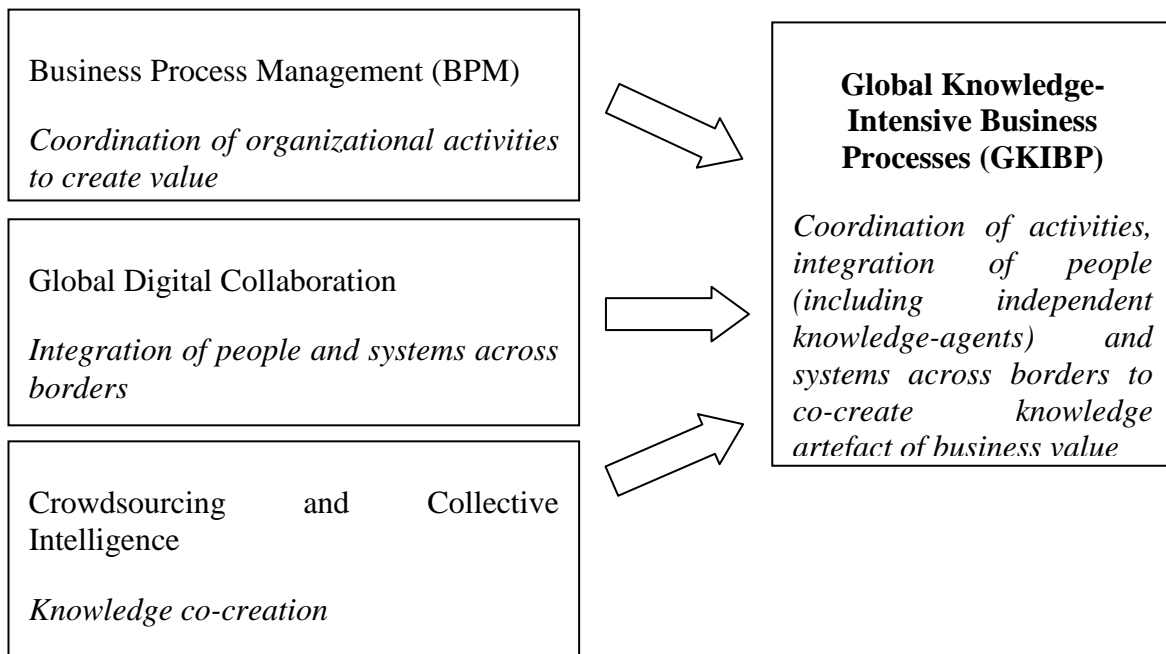 Business Process Management (BPM)
Coordination of organizational activities
to create value
Global Digital Collaboration
Integration of people and systems across
borders
Crowdsourcing and Collective
Intelligence
Knowledge co-creation
Global Knowledge-
Intensive Business
Processes (GKIBP)
Coordination of activities,
integration of people
(including independent
knowledge-agents) and
systems across borders to
co-create knowledge
artefact of business value